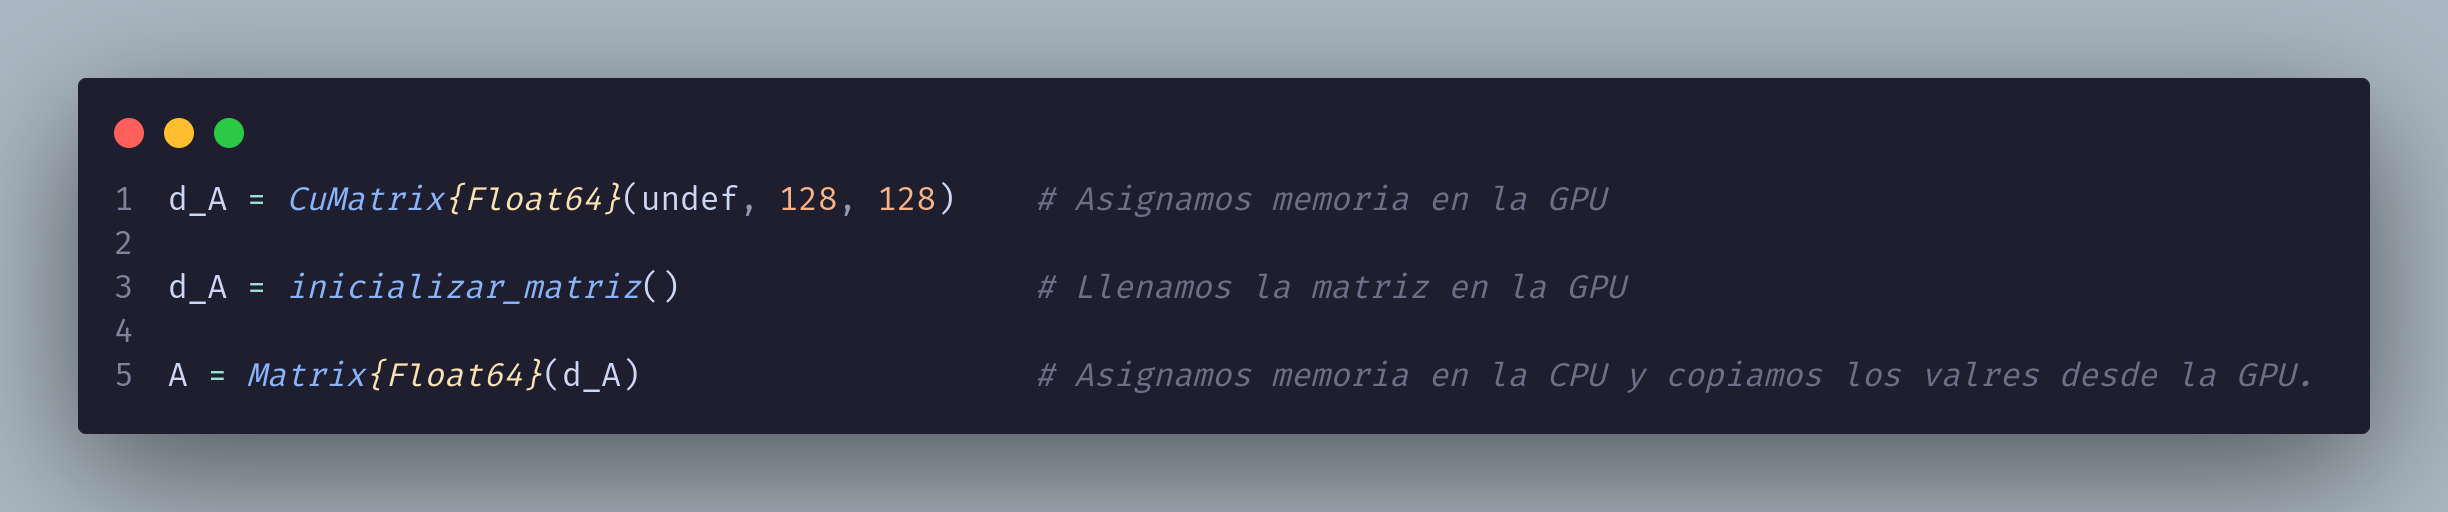 1 d_A = CuMatrix{Float64}(undef, 128, 128)    # Asignamos memoria en la GPU
2
3 d_A = inicializar_matriz()                  # Llenamos la matriz en la GPU
4
5 A = Matrix{Float64}(d_A)                    # Asignamos memoria en la CPU y copiamos los valres desde la GPU.